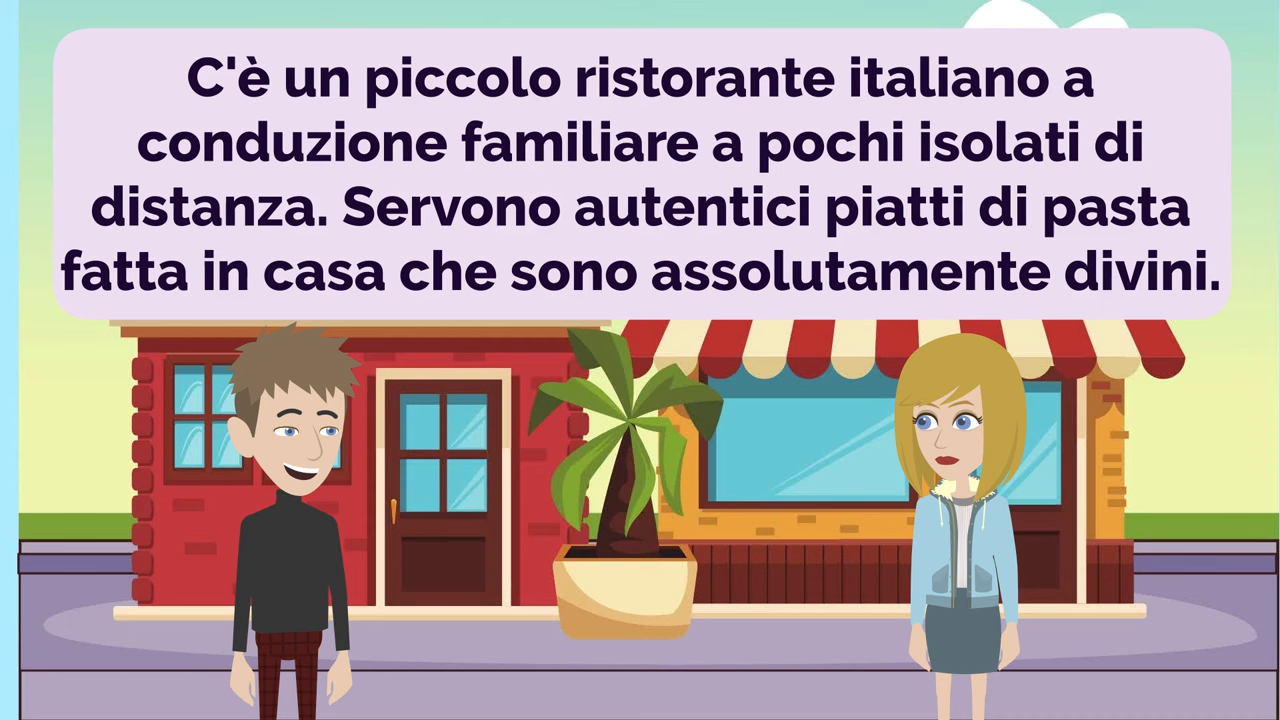 C'è un piccolo ristorante italiano a
conduzione familiare a pochi isolati di
distanza. Servono autentici piatti di pasta
fatta in casa che sono assolutamente divini.